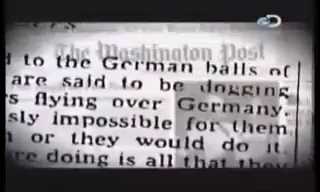 The Washington Post
d to the German balls of
are said to be dogging
s flying over Germany.
sly impossible for them
or they would do it.
re doing is all that they